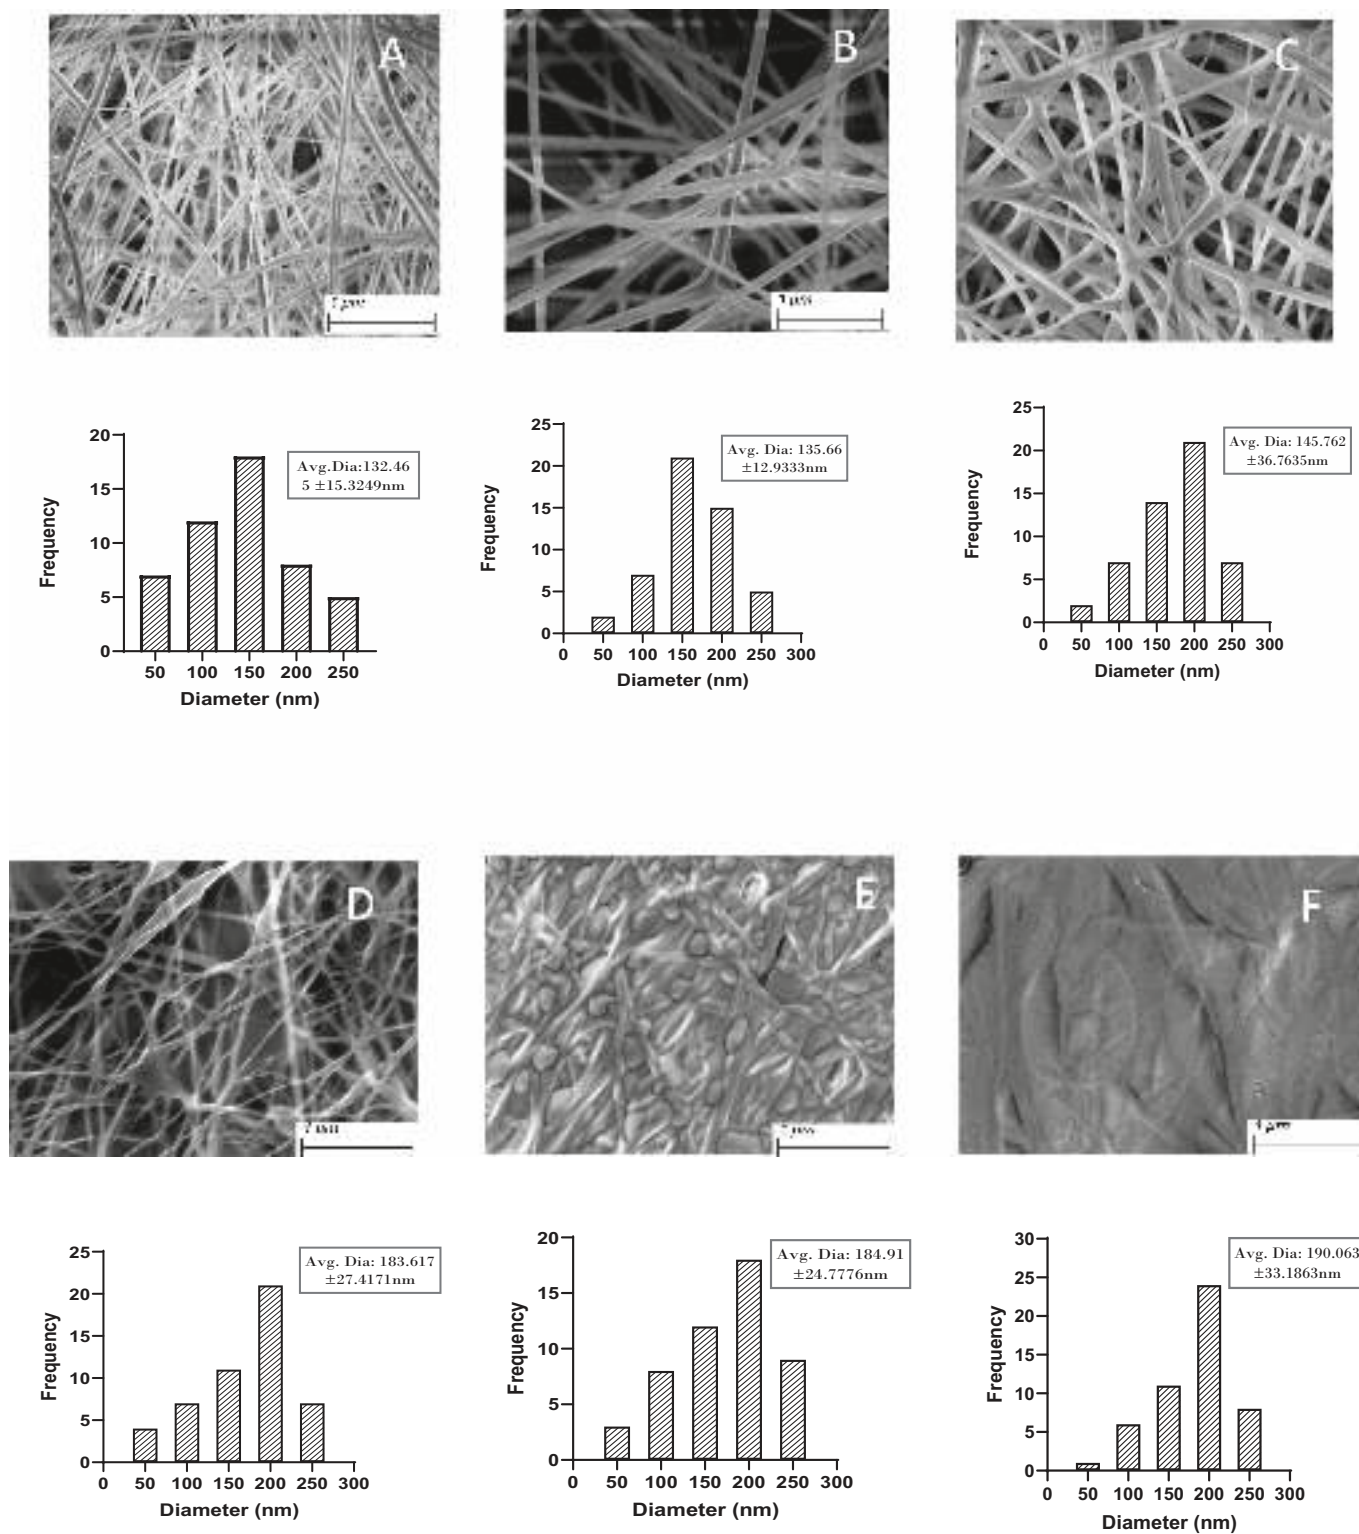 A
B
C
1 μm
20
15
10
5
0
Frequency
50 100 150 200 250
Diameter (nm)
Avg.Dia:132.46
5 ±15.3249nm
25
20
15
10
5
0
Frequency
0 50 100 150 200 250 300
Diameter (nm)
Avg. Dia: 135.66
±12.9333nm
25
20
15
10
5
0
Frequency
0 50 100 150 200 250 300
Diameter (nm)
Avg. Dia: 145.762
±36.7635nm
D
E
F
25
20
15
10
5
0
Frequency
0 50 100 150 200 250 300
Diameter (nm)
Avg. Dia: 183.617
±27.4171nm
20
15
10
5
0
Frequency
0 50 100 150 200 250 300
Diameter (nm)
Avg. Dia: 184.91
±24.7776nm
30
25
20
15
10
5
0
Frequency
0 50 100 150 200 250 300
Diameter (nm)
Avg. Dia: 190.063
±33.1863nm